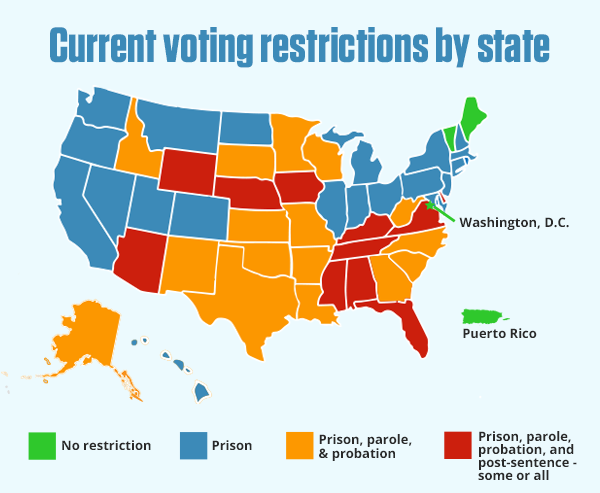 Current voting restrictions by state
Washington, D.C.
Puerto Rico
No restriction
Prison
Prison, parole,
& probation
Prison, parole,
probation, and
post-sentence -
some or all